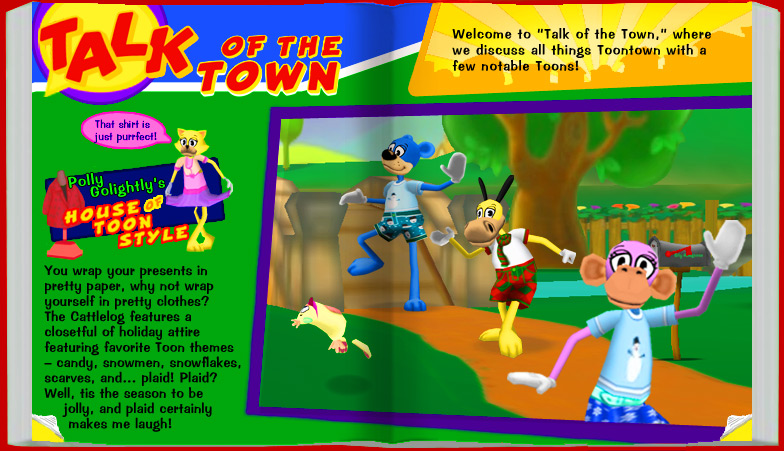 TALK
OF THE
TOWN
Welcome to "Talk of the Town," where
we discuss all things Toontown with a
few notable Toons!
That shirt is
just purrfect!
Polly
Golightly's
HOUSE OF
TOON
STYLE
You wrap your presents in
pretty paper, why not wrap
yourself in pretty clothes?
The Cattlelog features a
closetful of holiday attire
featuring favorite Toon themes
– candy, snowmen, snowflakes,
scarves, and... plaid! Plaid?
Well, tis the season to be
jolly, and plaid certainly
makes me laugh!